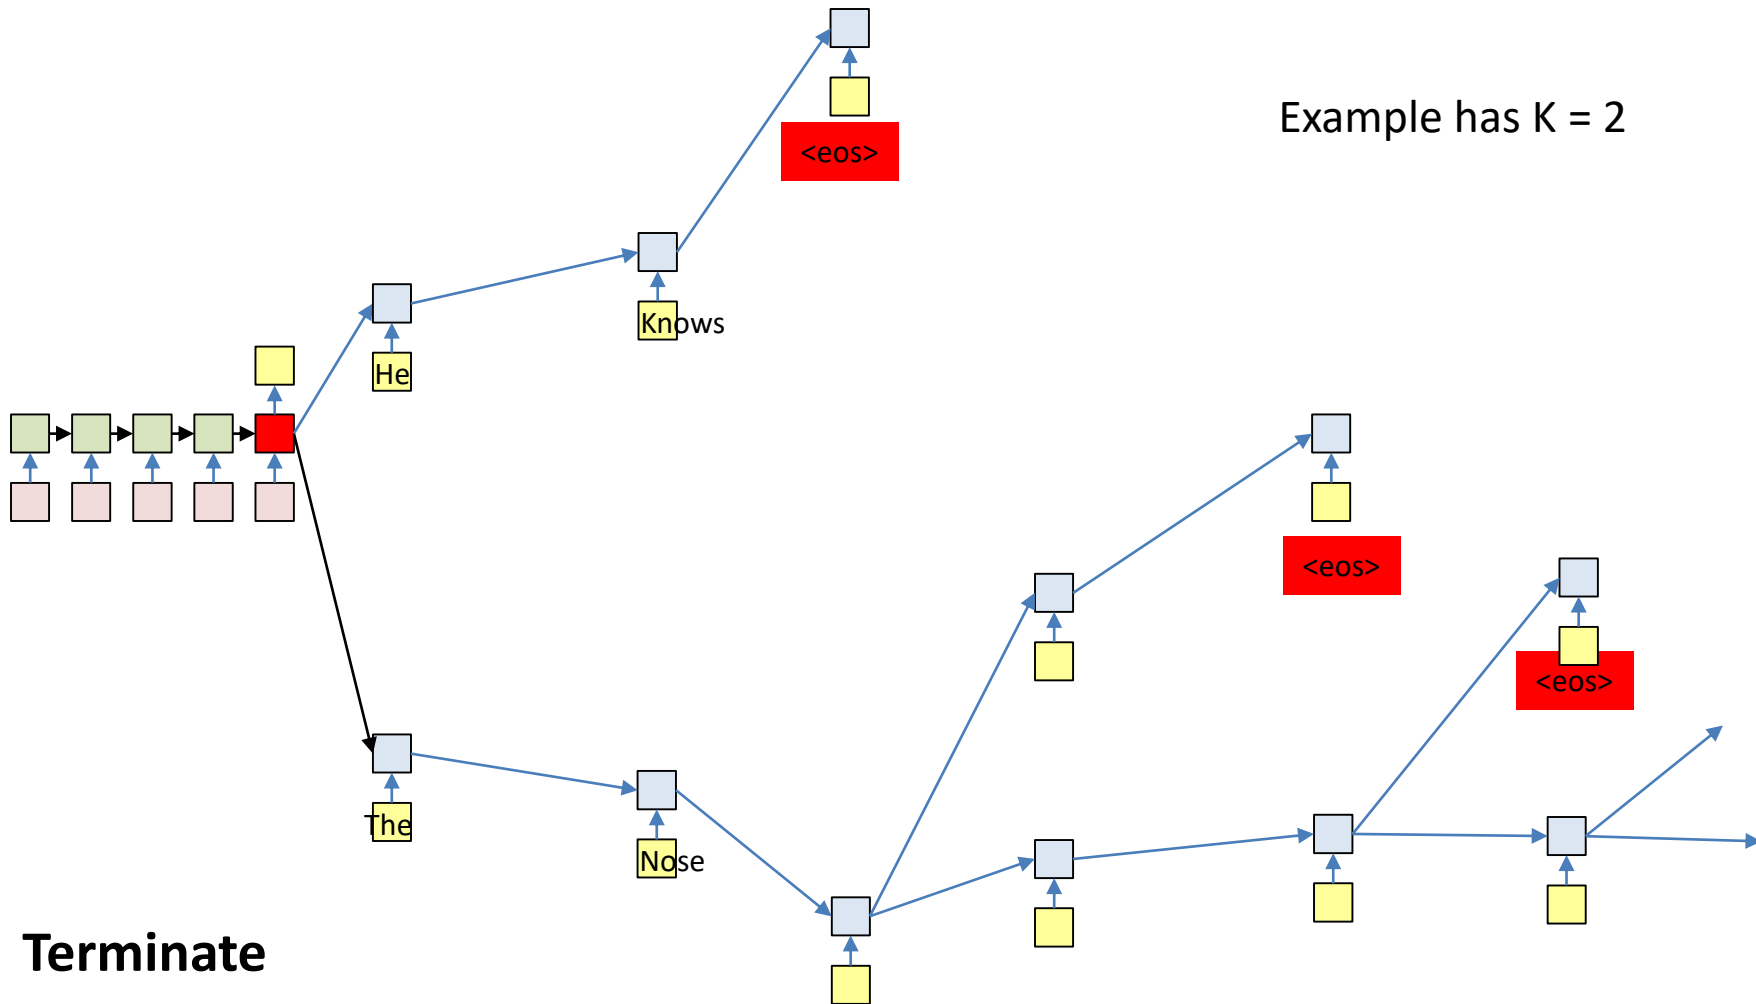 <eos>
Example has K = 2
Knows
He
<eos>
<eos>
The
Nose
Terminate